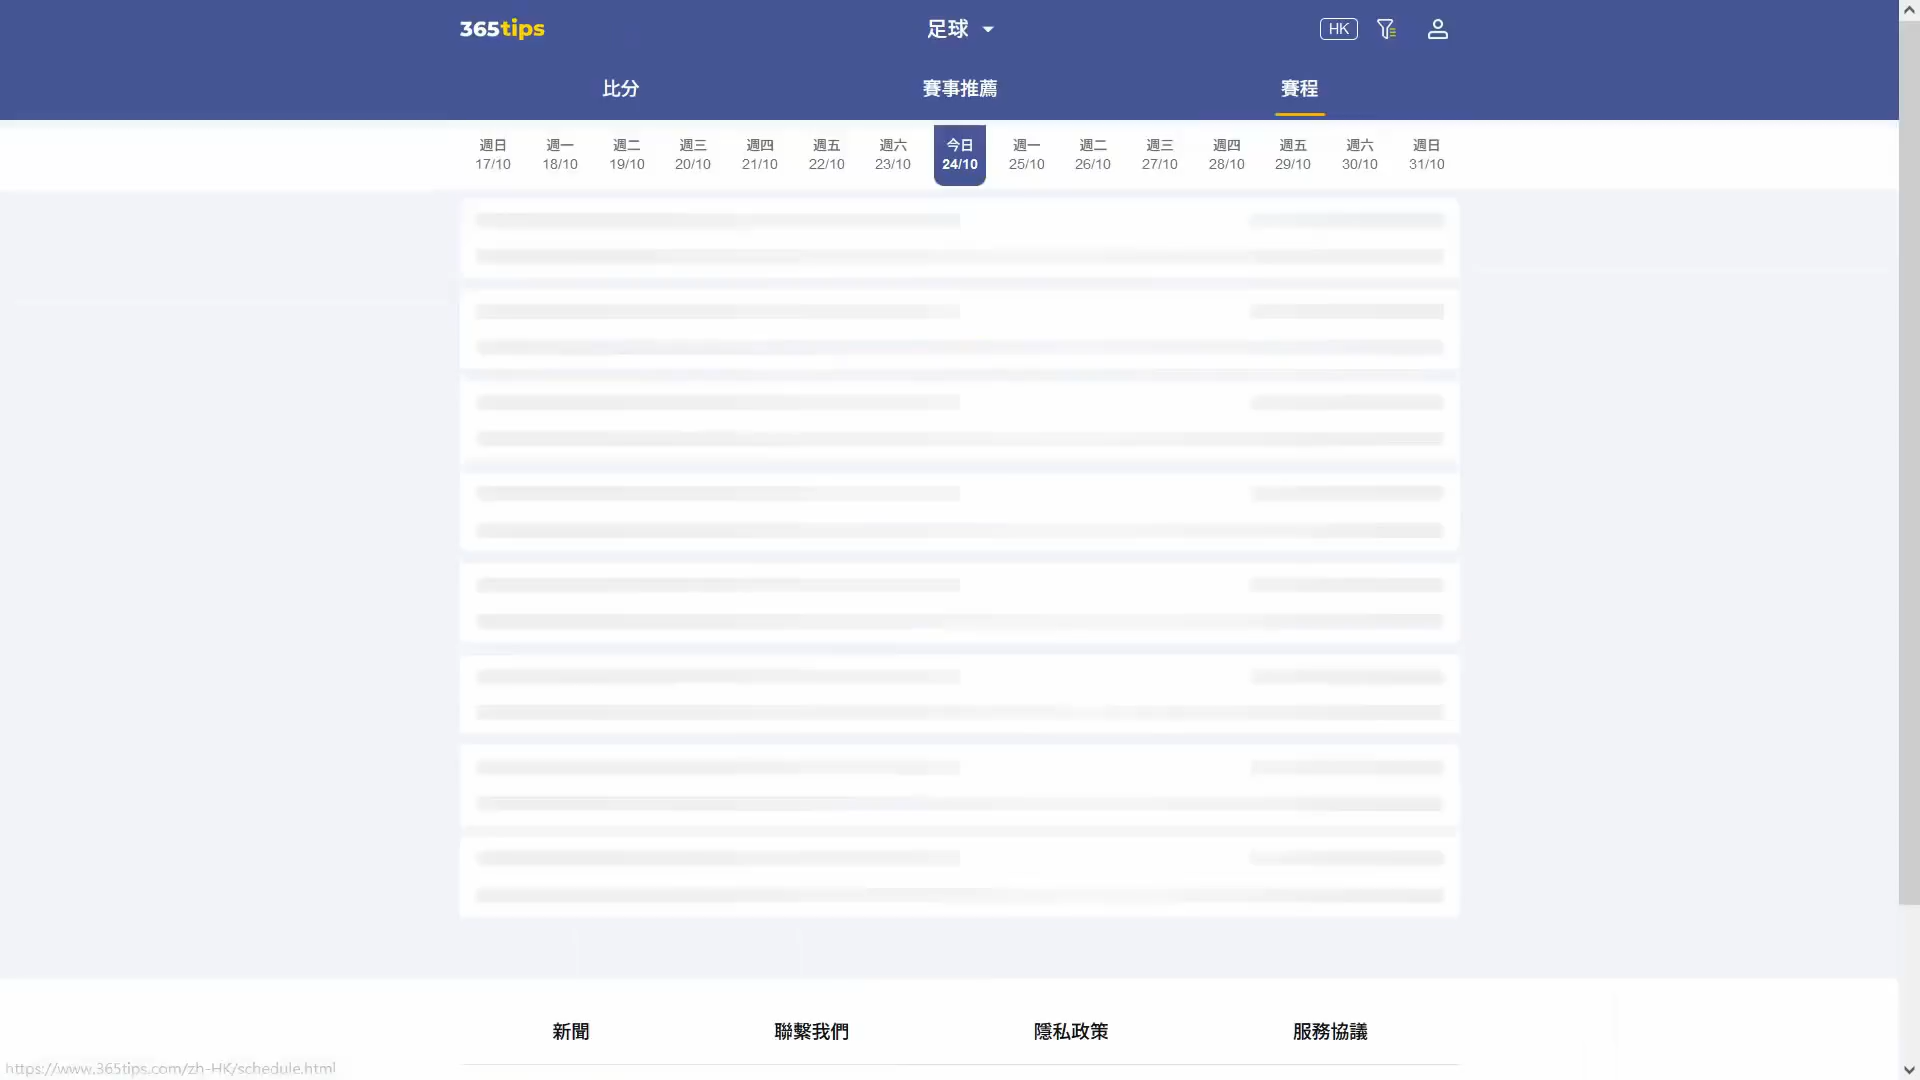 365tips
足球
HK
比分
賽事推薦
賽程
週日 週一 週二 週三 週四 週五 週六 今日 週一 週二 週三 週四 週五 週六 週日
17/10 18/10 19/10 20/10 21/10 22/10 23/10 24/10 25/10 26/10 27/10 28/10 29/10 30/10 31/10
新聞 聯繫我們 隱私政策 服務協議
https://www.365tips.com/zh-HK/schedule.html